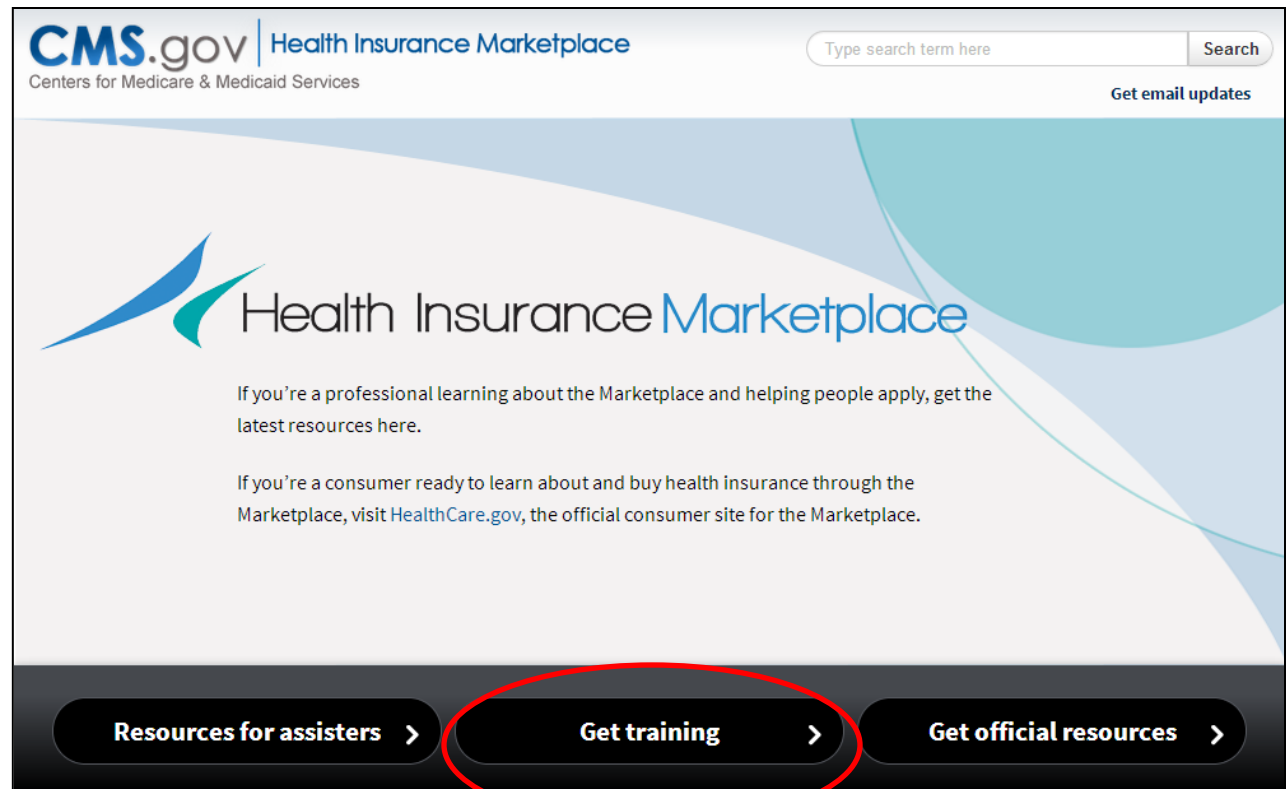 CMS.gov Health Insurance Marketplace
Centers for Medicare & Medicaid Services
Type search term here
Search
Get email updates
Health Insurance Marketplace
If you’re a professional learning about the Marketplace and helping people apply, get the
latest resources here.
If you’re a consumer ready to learn about and buy health insurance through the
Marketplace, visit HealthCare.gov, the official consumer site for the Marketplace.
Resources for assisters
Get training
Get official resources